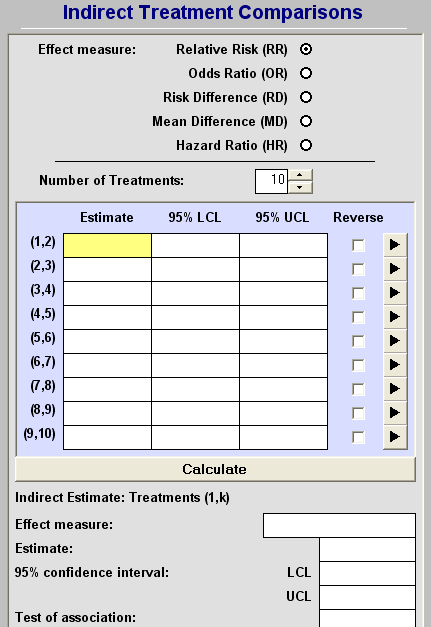 Indirect Treatment Comparisons
Effect measure: Relative Risk (RR)
Odds Ratio (OR)
Risk Difference (RD)
Mean Difference (MD)
Hazard Ratio (HR)
Number of Treatments: 10
Estimate 95% LCL 95% UCL Reverse
(1,2)
(2,3)
(3,4)
(4,5)
(5,6)
(6,7)
(7,8)
(8,9)
(9,10)
Calculate
Indirect Estimate: Treatments (1,k)
Effect measure:
Estimate:
95% confidence interval: LCL
UCL
Test of association: